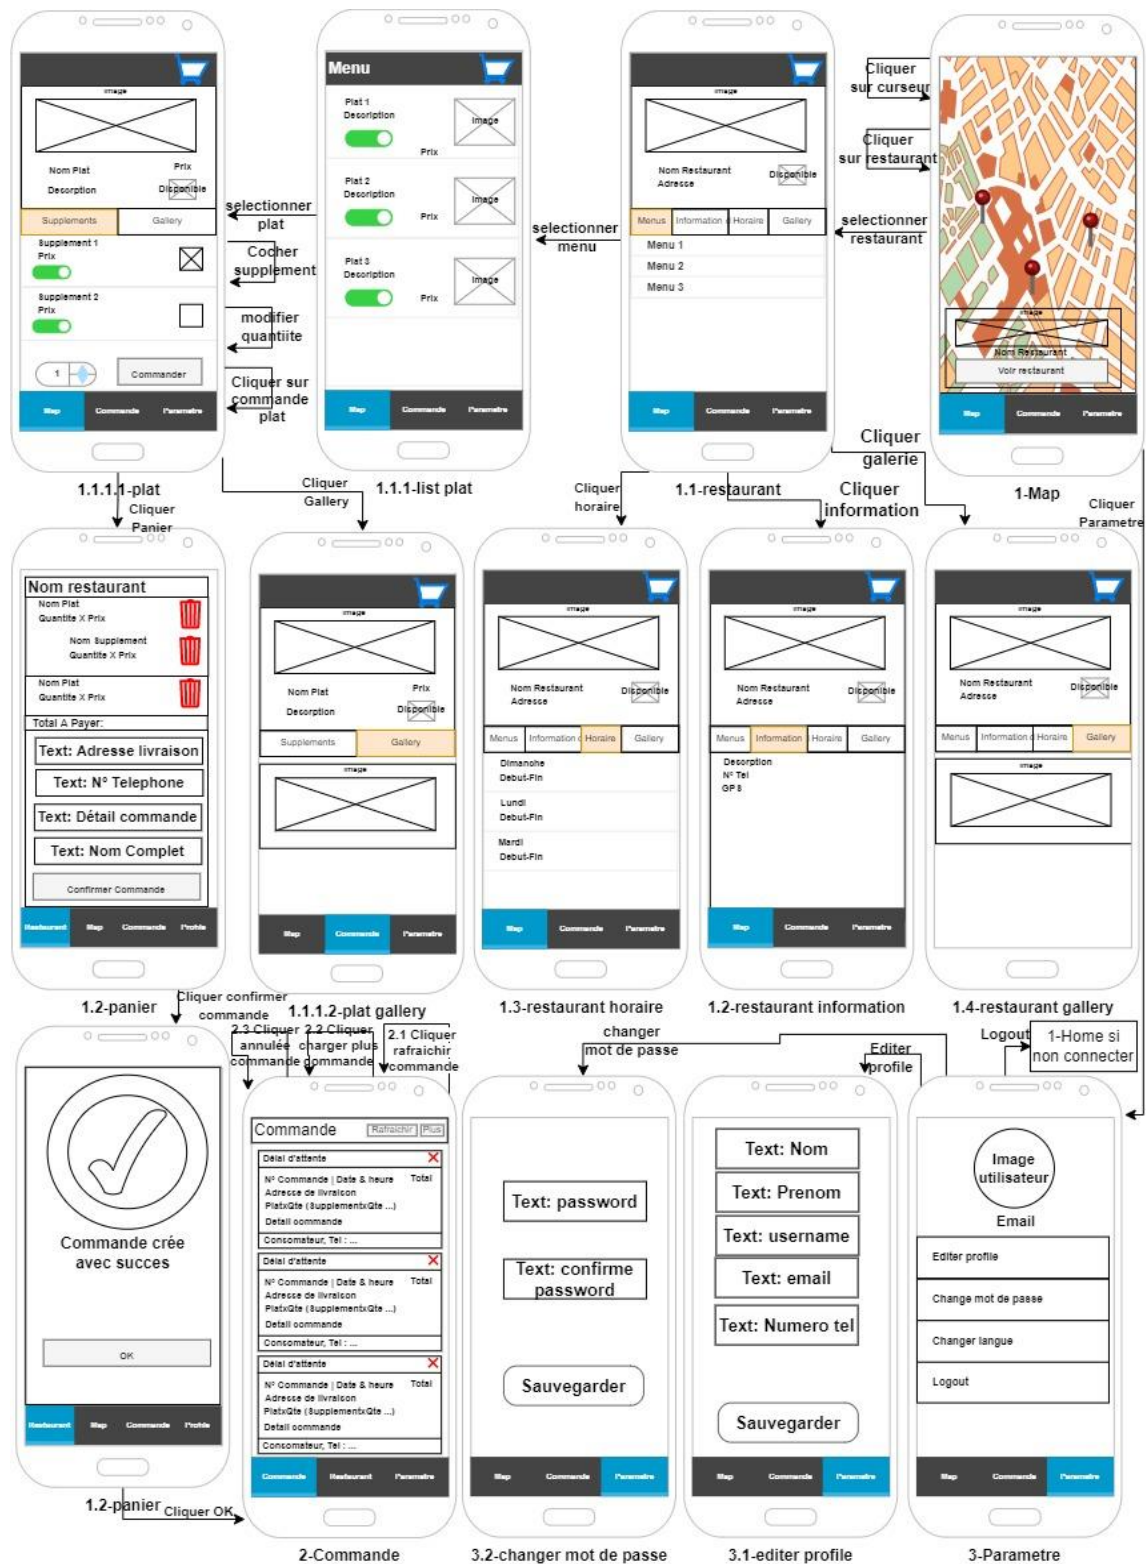 image
Nom Plat
Prix
Description
Disponible
Supplements
Gallery
Supplement 1
Prix
Supplement 2
Prix
1
Commander
Map
Commande
Parametre
1.1.1.1-plat
selectionner
plat
Cocher
supplement
modifier
quantiite
Cliquer sur
commande
plat
Menu
Plat 1
Description
Prix
Image
Plat 2
Description
Prix
Image
Plat 3
Description
Prix
Image
Map
Commande
Parametre
1.1.1-list plat
selectionner
menu
image
Nom Restaurant
Adresse
Disponible
Menus
Information d
Horaire
Gallery
Menu 1
Menu 2
Menu 3
Map
Commande
Parametre
1.1-restaurant
Cliquer
sur curseur
Cliquer
sur restaurant
selectionner
restaurant
image
Nom Restaurant
Voir restaurant
Map
Commande
Parametre
1-Map
Cliquer
Panier
Cliquer
Gallery
Cliquer
horaire
Cliquer
information
Cliquer
galerie
Cliquer
Parametre
Nom restaurant
Nom Plat
Quantite X Prix
Nom Supplement
Quantite X Prix
Nom Plat
Quantite X Prix
Total A Payer:
Text: Adresse livraison
Text: N° Telephone
Text: Détail commande
Text: Nom Complet
Confirmer Commande
Restaurant
Map
Commande
Profile
1.2-panier
image
Nom Plat
Prix
Description
Disponible
Supplements
Gallery
image
Map
Commande
Parametre
1.1.1.2-plat gallery
image
Nom Restaurant
Adresse
Disponible
Menus
Information d
Horaire
Gallery
Dimanche
Debut-Fin
Lundi
Debut-Fin
Mardi
Debut-Fin
Map
Commande
Parametre
1.3-restaurant horaire
image
Nom Restaurant
Adresse
Disponible
Menus
Information
Horaire
Gallery
Description
N° Tel
GPS
Map
Commande
Parametre
1.2-restaurant information
image
Nom Restaurant
Adresse
Disponible
Menus
Information d
Horaire
Gallery
image
Map
Commande
Parametre
1.4-restaurant gallery
Cliquer confirmer
commande
2.3 Cliquer
annulée
commande
2.2 Cliquer
charger plus
commande
2.1 Cliquer
rafraichir
commande
changer
mot de passe
Editer
profile
Logout
1-Home si
non connecter
Commande crée
avec succes
OK
Restaurant
Map
Commande
Profile
1.2-panier
Cliquer OK
Commande
Rafraichir
Plus
Délai d'attente
N° Commande | Date & heure
Total
Adresse de livraison
PlatxQte (SupplementxQte ...)
Detail commande
Consomateur, Tel : ...
Délai d'attente
N° Commande | Date & heure
Total
Adresse de livraison
PlatxQte (SupplementxQte ...)
Detail commande
Consomateur, Tel : ...
Délai d'attente
N° Commande | Date & heure
Total
Adresse de livraison
PlatxQte (SupplementxQte ...)
Detail commande
Consomateur, Tel : ...
Commande
Restaurant
Parametre
2-Commande
Text: password
Text: confirme
password
Sauvegarder
Map
Commande
Parametre
3.2-changer mot de passe
Text: Nom
Text: Prenom
Text: username
Text: email
Text: Numero tel
Sauvegarder
Map
Commande
Parametre
3.1-editer profile
Image
utilisateur
Email
Editer profile
Change mot de passe
Changer langue
Logout
Map
Commande
Parametre
3-Parametre